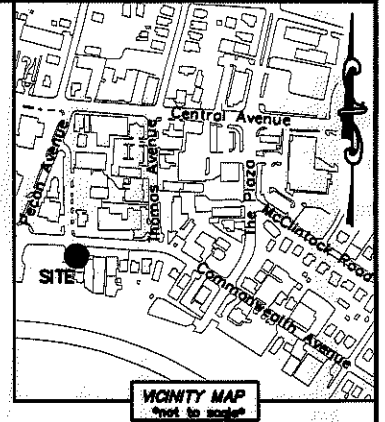 Central Avenue
Pecan Avenue
Thomas Avenue
The Plaza
McClintock Road
SITE
Commonwealth Avenue
VICINITY MAP
*not to scale*